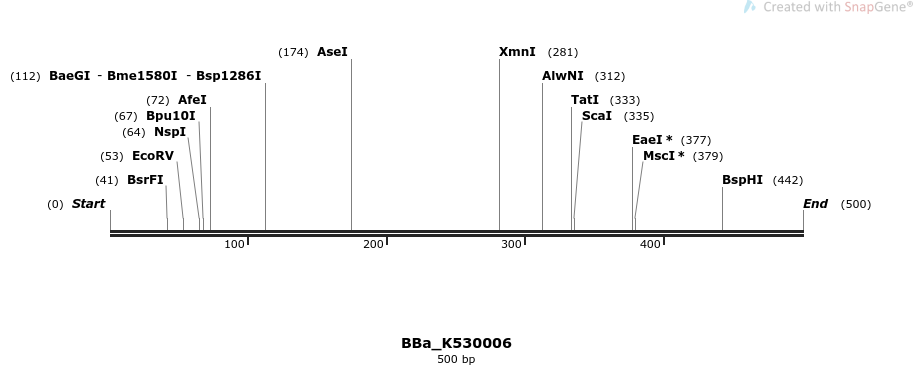 Created with SnapGene®
(174) AseI XmnI (281)
(112) BaeGI - Bme1580I - Bsp1286I AlwNI (312)
(72) AfeI TatI (333)
(67) Bpu10I ScaI (335)
(64) NspI EaeI * (377)
(53) EcoRV MscI * (379)
(41) BsrFI BspHI (442)
(0) Start End (500)
100 200 300 400
BBa_K530006
500 bp